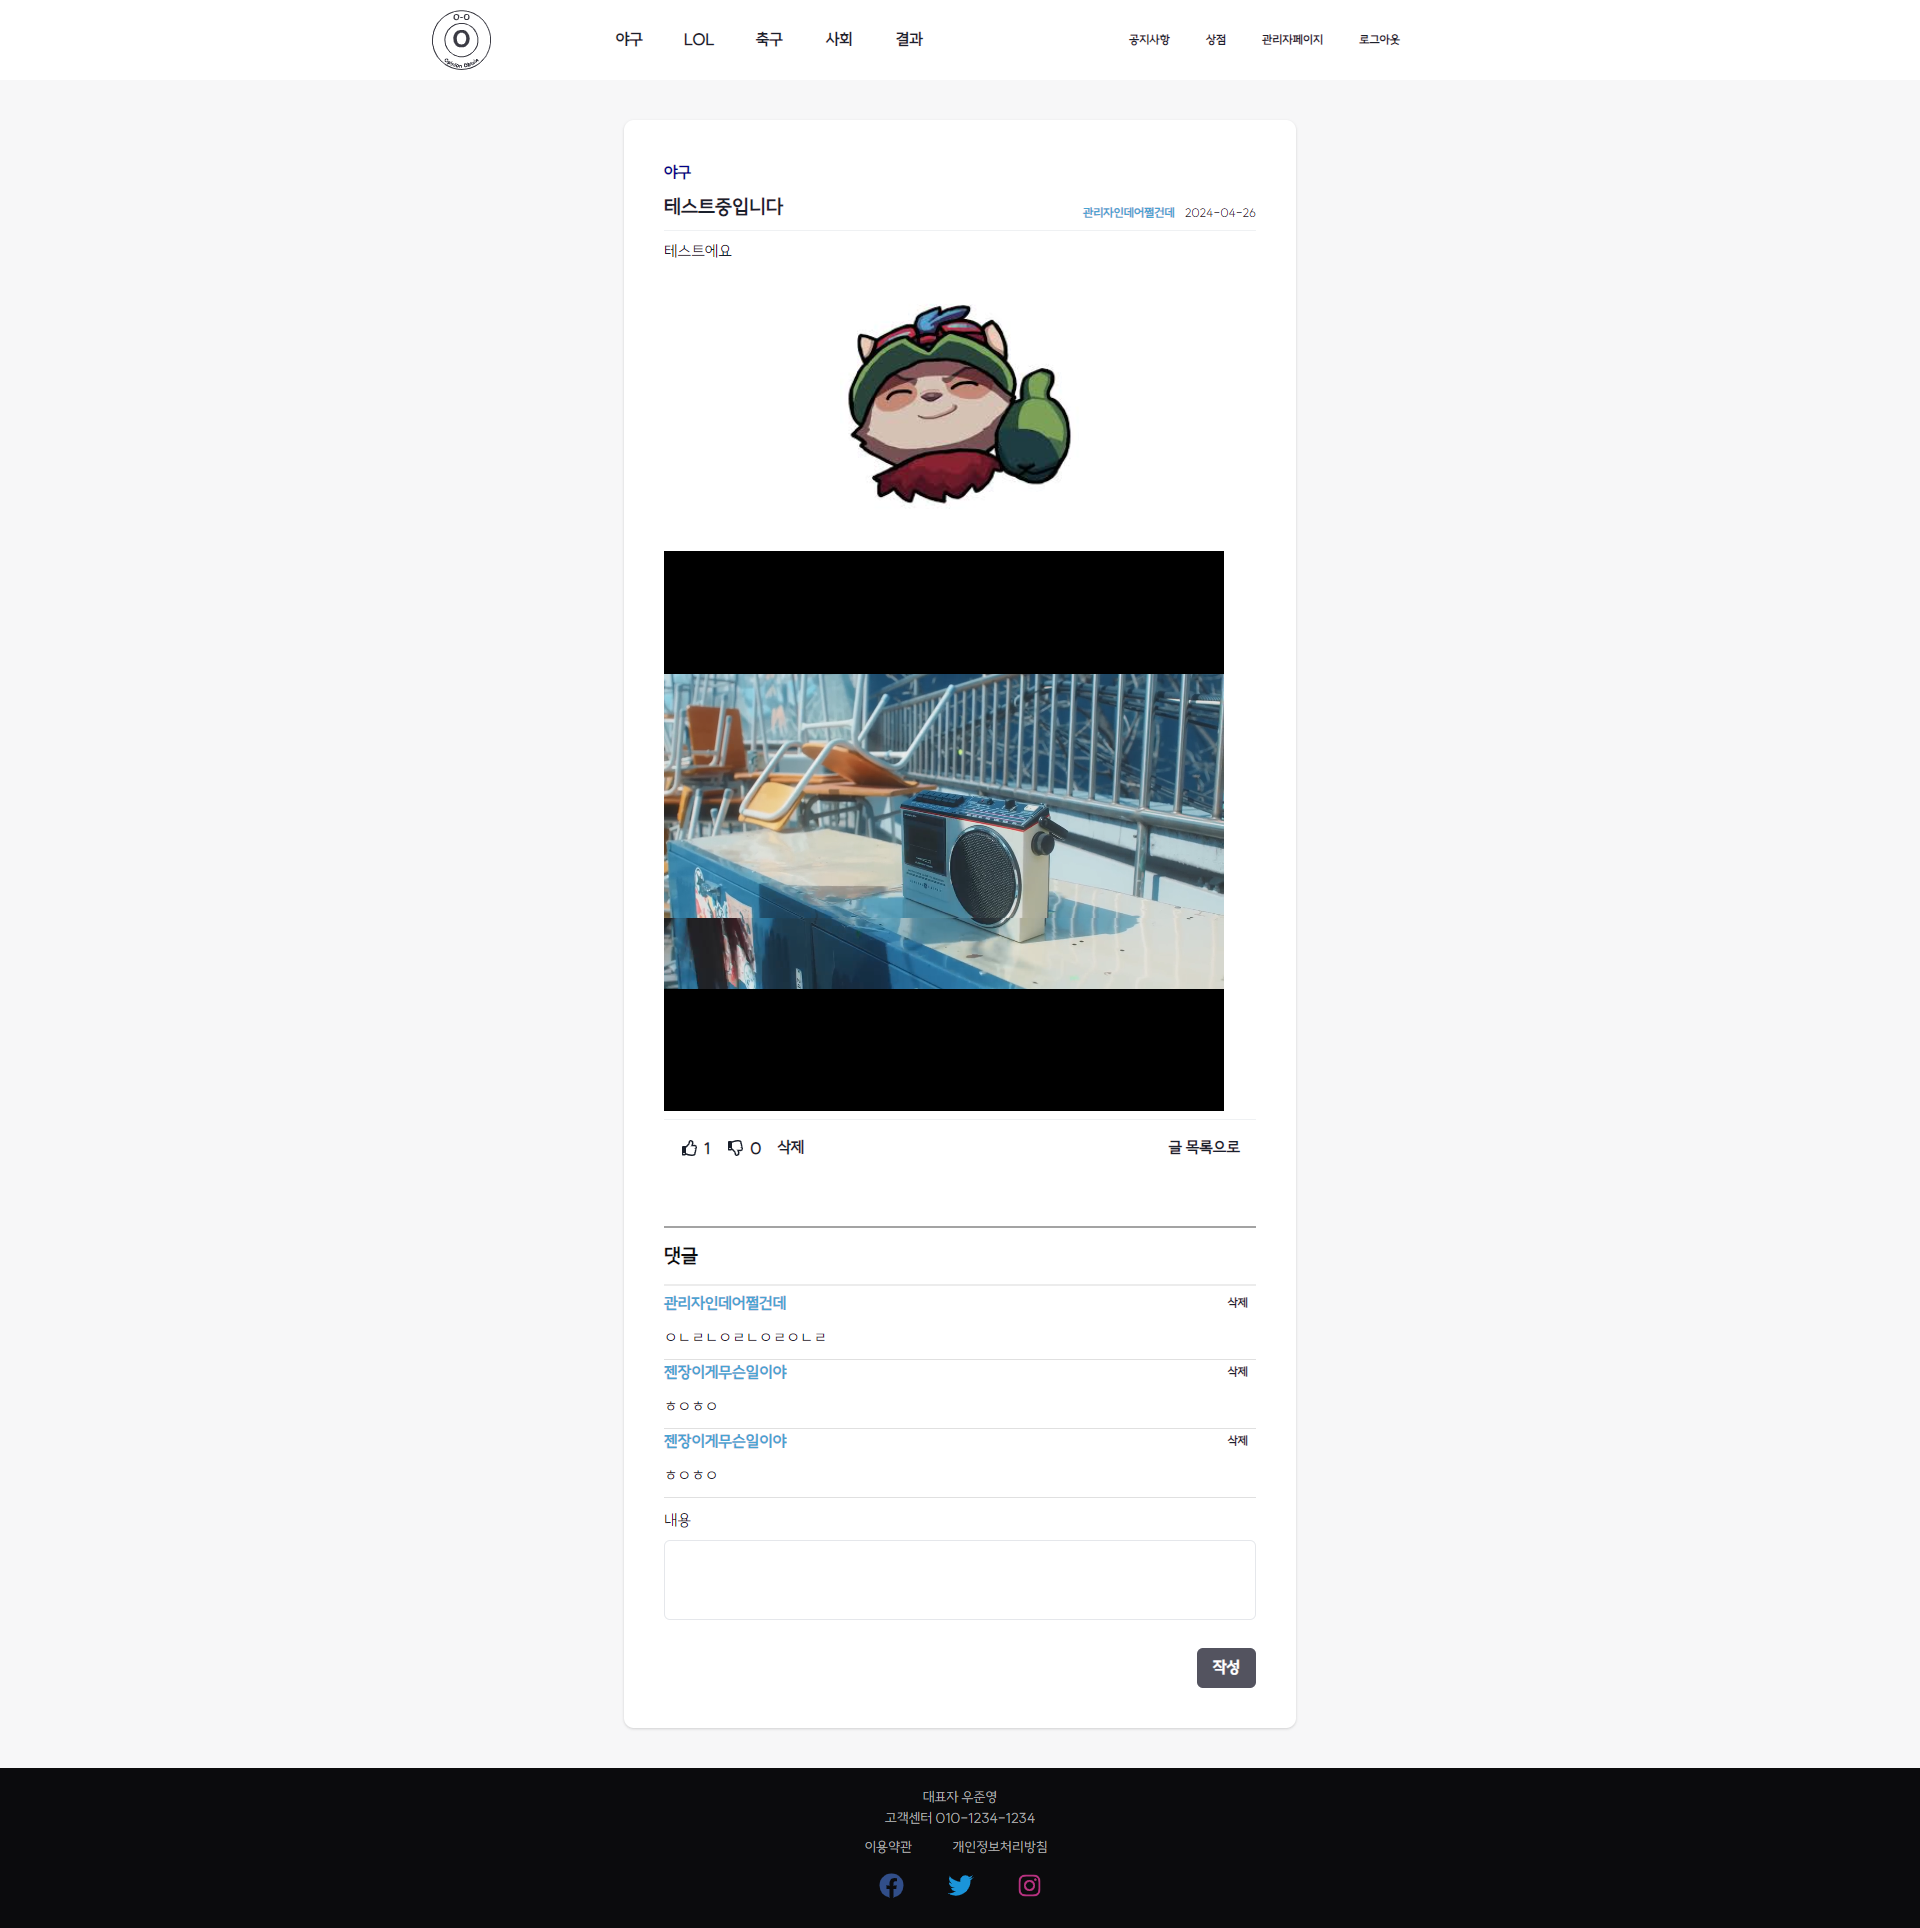 O-O
O
Opinion Odyssia
야구
LOL
축구
사회
결과
공지사항
상점
관리자페이지
로그아웃
야구
테스트중입니다
관리자인데어쩔건데 2024-04-26
테스트에요
1
0
삭제
글 목록으로
댓글
관리자인데어쩔건데
삭제
ㅇㄴㄹㄴㅇㄹㄴㅇㄹㅇㄴㄹ
젠장이게무슨일이야
삭제
ㅎㅇㅎㅇ
젠장이게무슨일이야
삭제
ㅎㅇㅎㅇ
내용
작성
대표자 우준영
고객센터 010-1234-1234
이용약관
개인정보처리방침